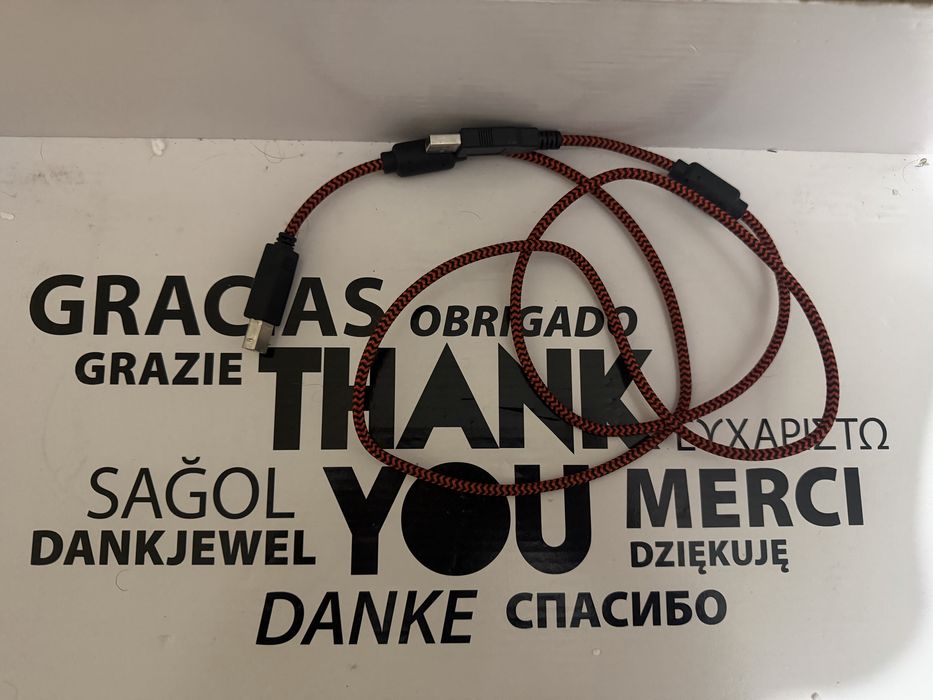 GRACIAS
OBRIGADO
GRAZIE
THANK
ΕΥΧΑΡΙΣΤΩ
SAĞOL
YOU
MERCI
DANKJEWEL
DZIĘKUJĘ
DANKE
СПАСИБО